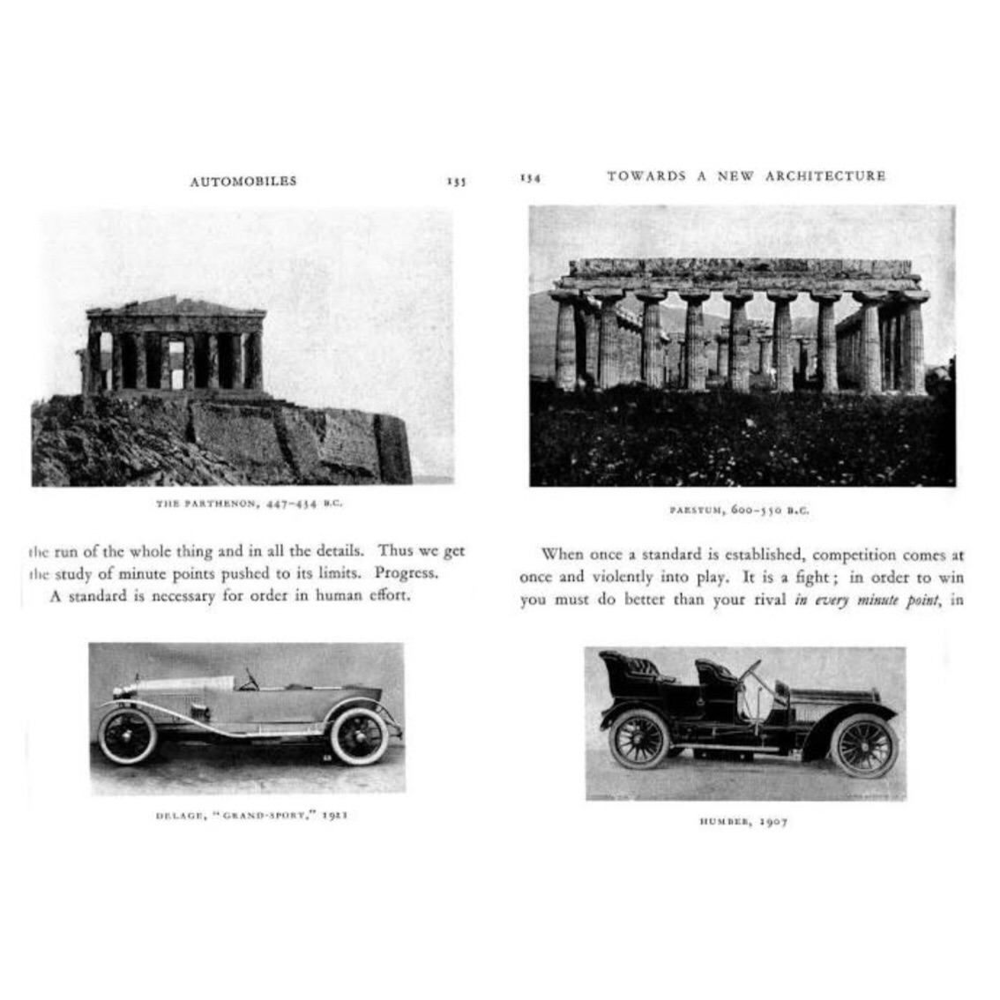 AUTOMOBILES 135
THE PARTHENON, 447–434 B.C.
the run of the whole thing and in all the details. Thus we get
the study of minute points pushed to its limits. Progress.
A standard is necessary for order in human effort.
DELAGE, “GRAND-SPORT,” 1921
134 TOWARDS A NEW ARCHITECTURE
PAESTUM, 600–550 B.C.
When once a standard is established, competition comes at
once and violently into play. It is a fight; in order to win
you must do better than your rival in every minute point, in
HUMBER, 1907